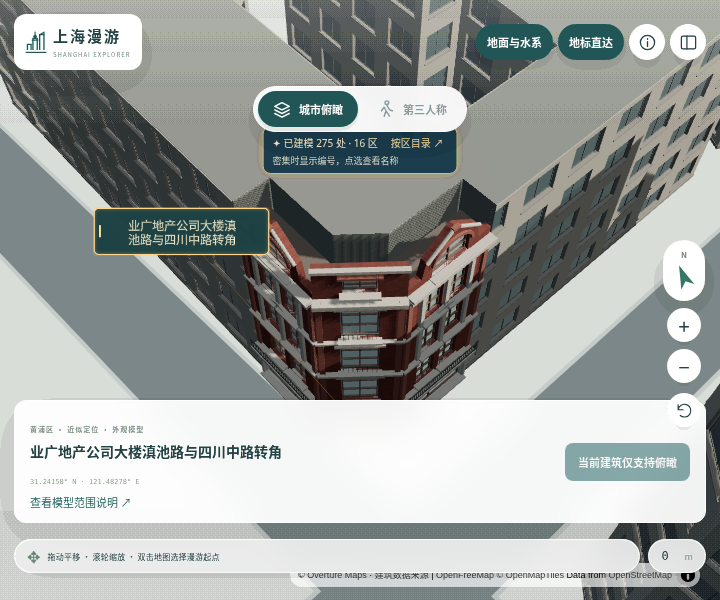 上海漫游
SHANGHAI EXPLORER
地面与水系
地标直达
城市俯瞰
第三人称
✦ 已建模 275 处 · 16 区 按区目录 ↗
密集时显示编号，点选查看名称
业广地产公司大楼滇
池路与四川中路转角
N
+
−
黄浦区 · 近似定位 · 外观模型
业广地产公司大楼滇池路与四川中路转角
当前建筑仅支持俯瞰
31.24150° N · 121.48278° E
查看模型范围说明 ↗
拖动平移 · 滚轮缩放 · 双击地图选择漫游起点
0 m
© Overture Maps · 建筑数据来源 | OpenFreeMap © OpenMapTiles Data from OpenStreetMap